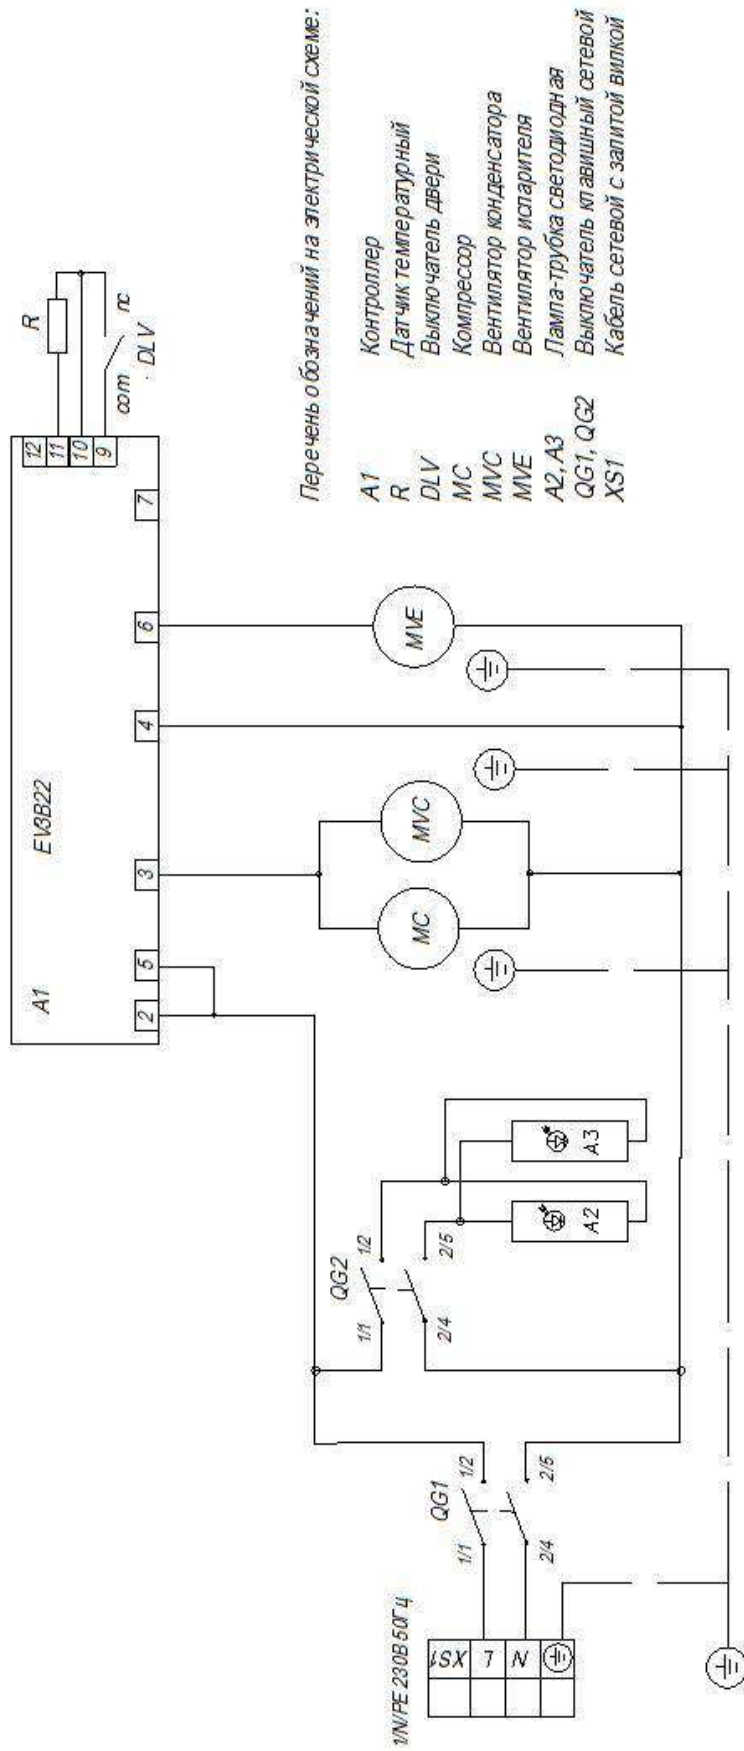 1/N/PE 230В 50Гц
XS1
L
N
QG1
1/1
1/2
2/4
2/5
QG2
1/1
1/2
2/4
2/5
A2
A3
A1
EV3B22
2
5
3
4
6
7
9
10
11
12
MC
MVC
MVE
R
com
nc
DLV
Перечень обозначений на электрической схеме:
A1 Контроллер
R Датчик температурный
DLV Выключатель двери
MC Компрессор
MVC Вентилятор конденсатора
MVE Вентилятор испарителя
A2, A3 Лампа-трубка светодиодная
QG1, QG2 Выключатель клавишный сетевой
XS1 Кабель сетевой с залитой вилкой